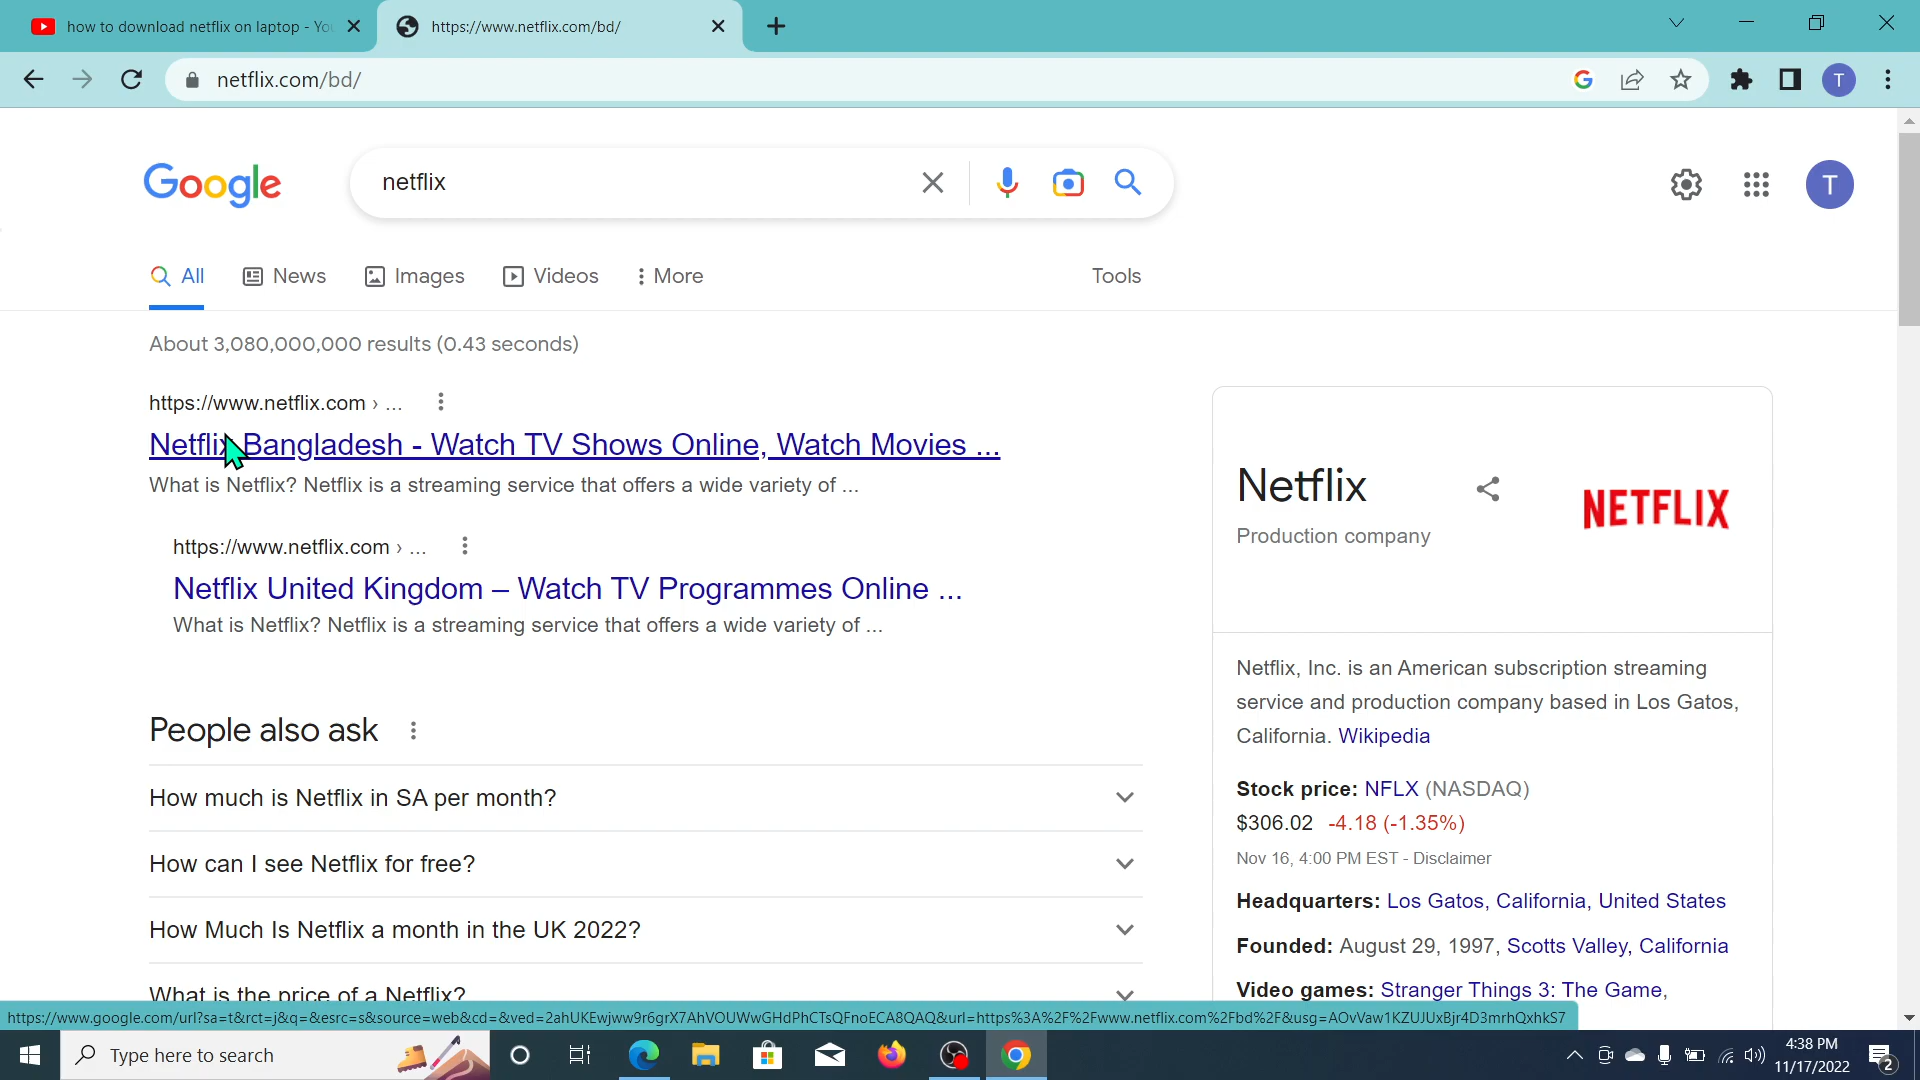 how to download netflix on laptop - You
https://www.netflix.com/bd/
netflix.com/bd/
T
Google
netflix
T
All
News
Images
Videos
More
Tools
About 3,080,000,000 results (0.43 seconds)
https://www.netflix.com › ...
Netflix Bangladesh - Watch TV Shows Online, Watch Movies ...
What is Netflix? Netflix is a streaming service that offers a wide variety of ...
https://www.netflix.com › ...
Netflix United Kingdom – Watch TV Programmes Online ...
What is Netflix? Netflix is a streaming service that offers a wide variety of ...
People also ask
How much is Netflix in SA per month?
How can I see Netflix for free?
How Much Is Netflix a month in the UK 2022?
What is the price of a Netflix?
Netflix
Production company
NETFLIX
Netflix, Inc. is an American subscription streaming
service and production company based in Los Gatos,
California. Wikipedia
Stock price: NFLX (NASDAQ)
$306.02 -4.18 (-1.35%)
Nov 16, 4:00 PM EST - Disclaimer
Headquarters: Los Gatos, California, United States
Founded: August 29, 1997, Scotts Valley, California
Video games: Stranger Things 3: The Game,
https://www.google.com/url?sa=t&rct=j&q=&esrc=s&source=web&cd=&ved=2ahUKEwjww9r6grX7AhVOUWwGHdPhCTsQFnoECA8QAQ&url=https%3A%2F%2Fwww.netflix.com%2Fbd%2F&usg=AOvVaw1KZUJUxBjr4D3mrhQxhkS7
Type here to search
4:38 PM
11/17/2022
2